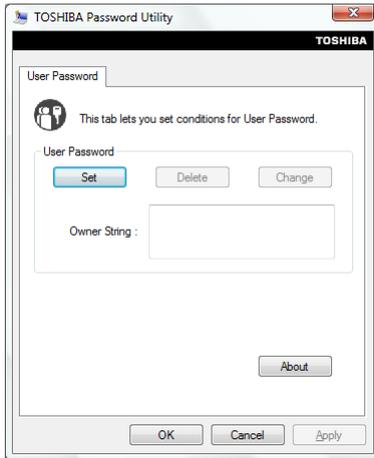 TOSHIBA Password Utility
TOSHIBA
User Password
This tab lets you set conditions for User Password.
User Password
Set Delete Change
Owner String :
About
OK Cancel Apply